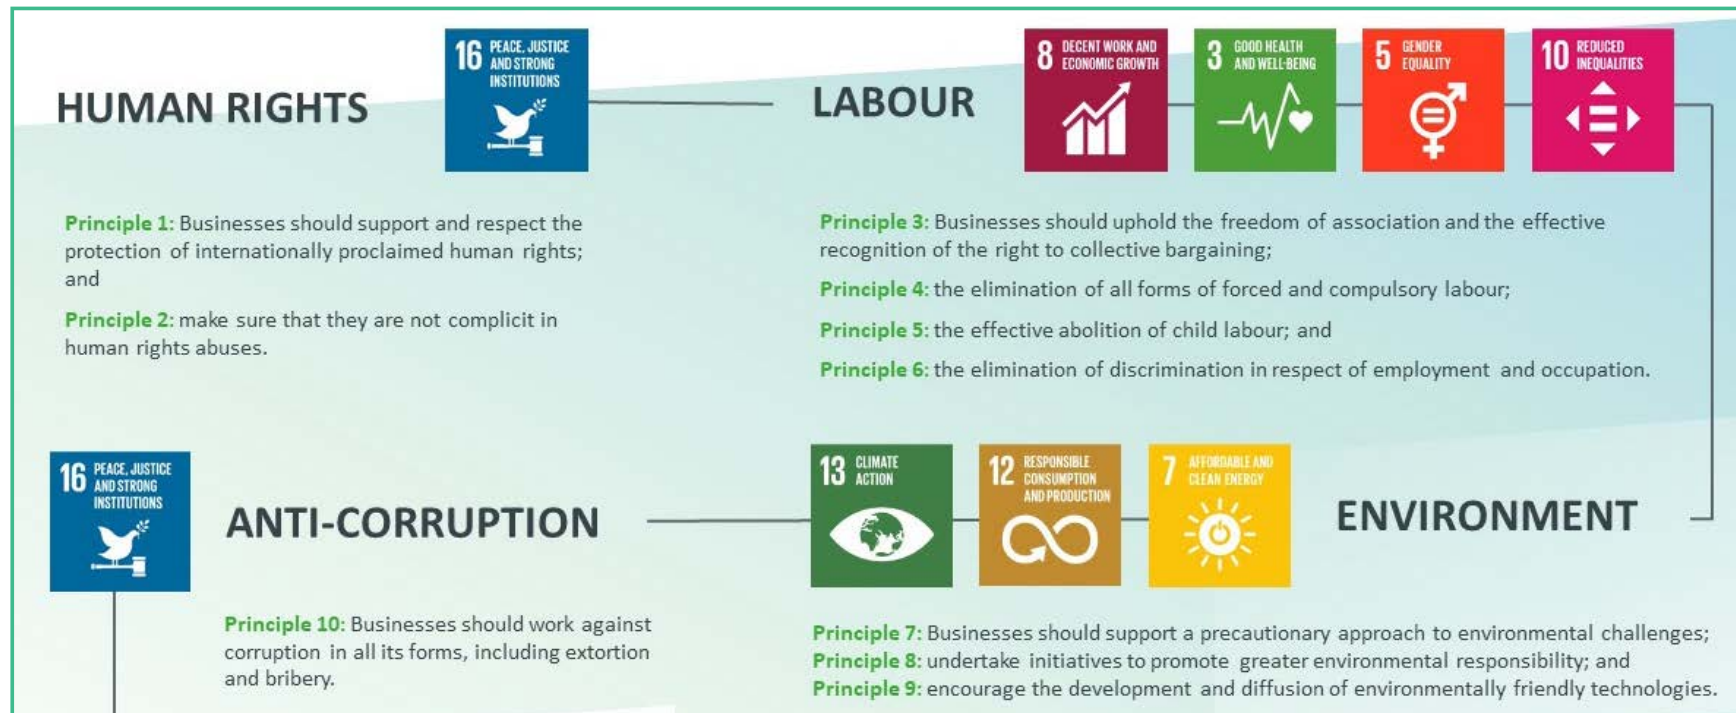 HUMAN RIGHTS
16 PEACE, JUSTICE
AND STRONG
INSTITUTIONS
Principle 1: Businesses should support and respect the
protection of internationally proclaimed human rights;
and
Principle 2: make sure that they are not complicit in
human rights abuses.
LABOUR
8 DECENT WORK AND
ECONOMIC GROWTH
3 GOOD HEALTH
AND WELL-BEING
5 GENDER
EQUALITY
10 REDUCED
INEQUALITIES
Principle 3: Businesses should uphold the freedom of association and the effective
recognition of the right to collective bargaining;
Principle 4: the elimination of all forms of forced and compulsory labour;
Principle 5: the effective abolition of child labour; and
Principle 6: the elimination of discrimination in respect of employment and occupation.
16 PEACE, JUSTICE
AND STRONG
INSTITUTIONS
ANTI-CORRUPTION
Principle 10: Businesses should work against
corruption in all its forms, including extortion
and bribery.
13 CLIMATE
ACTION
12 RESPONSIBLE
CONSUMPTION
AND PRODUCTION
7 AFFORDABLE AND
CLEAN ENERGY
ENVIRONMENT
Principle 7: Businesses should support a precautionary approach to environmental challenges;
Principle 8: undertake initiatives to promote greater environmental responsibility; and
Principle 9: encourage the development and diffusion of environmentally friendly technologies.